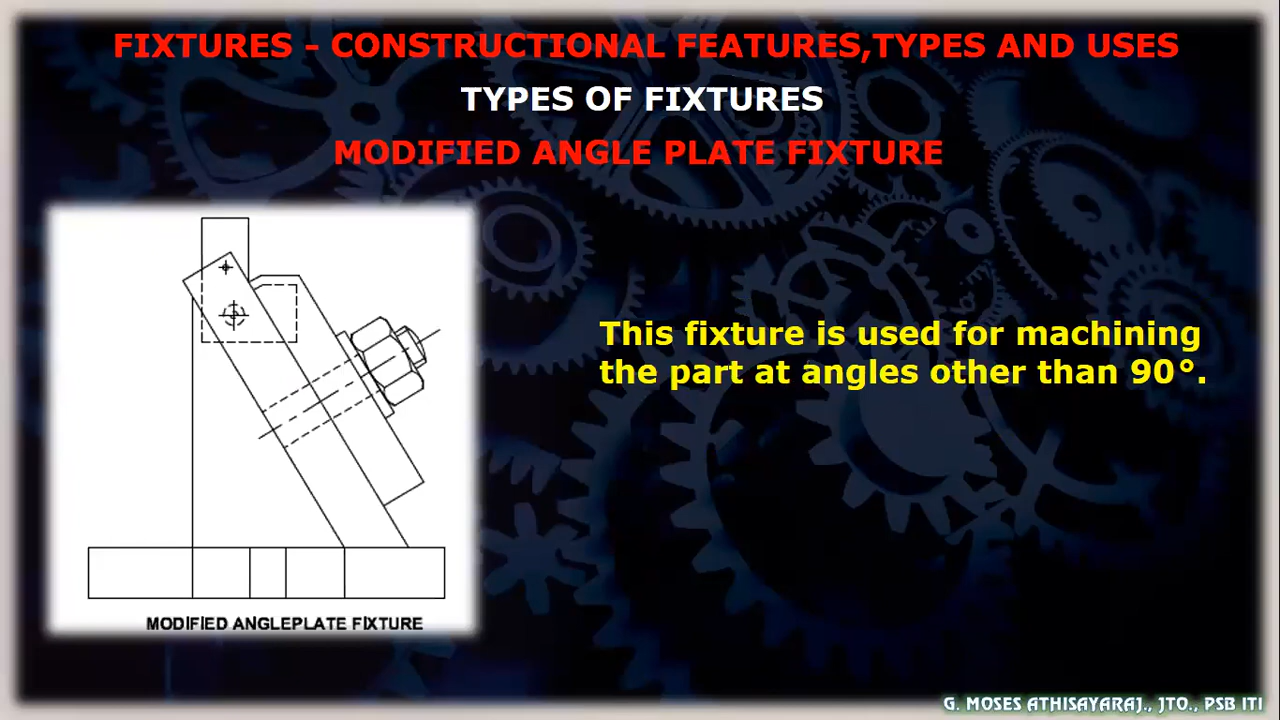 FIXTURES - CONSTRUCTIONAL FEATURES,TYPES AND USES
TYPES OF FIXTURES
MODIFIED ANGLE PLATE FIXTURE
This fixture is used for machining
the part at angles other than 90°.
MODIFIED ANGLEPLATE FIXTURE
G. MOSES ATHISAYARAJ., JTO., PSB ITI